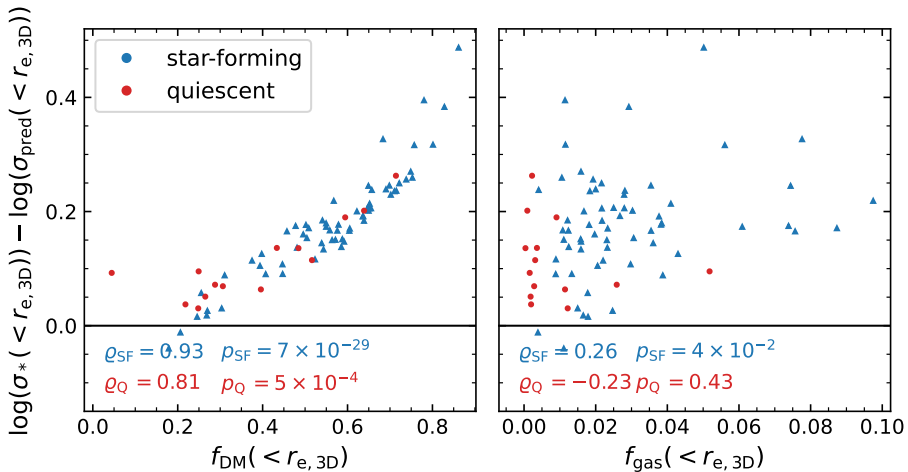 log(σ*(< r_e, 3D)) − log(σ_pred(< r_e, 3D))
star-forming
quiescent
0.4
0.2
0.0
ϱ_SF = 0.93 p_SF = 7 × 10^−29
ϱ_Q = 0.81 p_Q = 5 × 10^−4
ϱ_SF = 0.26 p_SF = 4 × 10^−2
ϱ_Q = −0.23 p_Q = 0.43
0.0 0.2 0.4 0.6 0.8
0.00 0.02 0.04 0.06 0.08 0.10
f_DM(< r_e, 3D)
f_gas(< r_e, 3D)